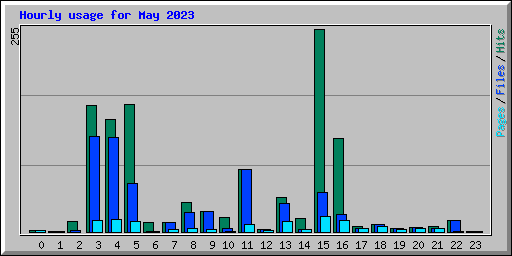 Hourly usage for May 2023
255
Pages/Files/Hits
0 1 2 3 4 5 6 7 8 9 10 11 12 13 14 15 16 17 18 19 20 21 22 23